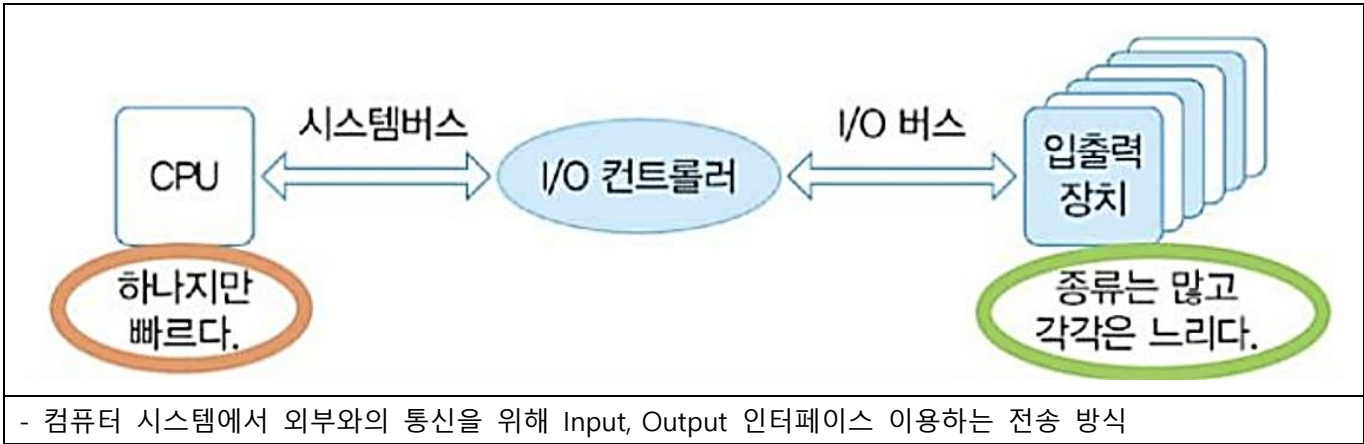 시스템버스
I/O 버스
CPU
I/O 컨트롤러
입출력
장치
하나지만
빠르다.
종류는 많고
각각은 느리다.
- 컴퓨터 시스템에서 외부와의 통신을 위해 Input, Output 인터페이스 이용하는 전송 방식